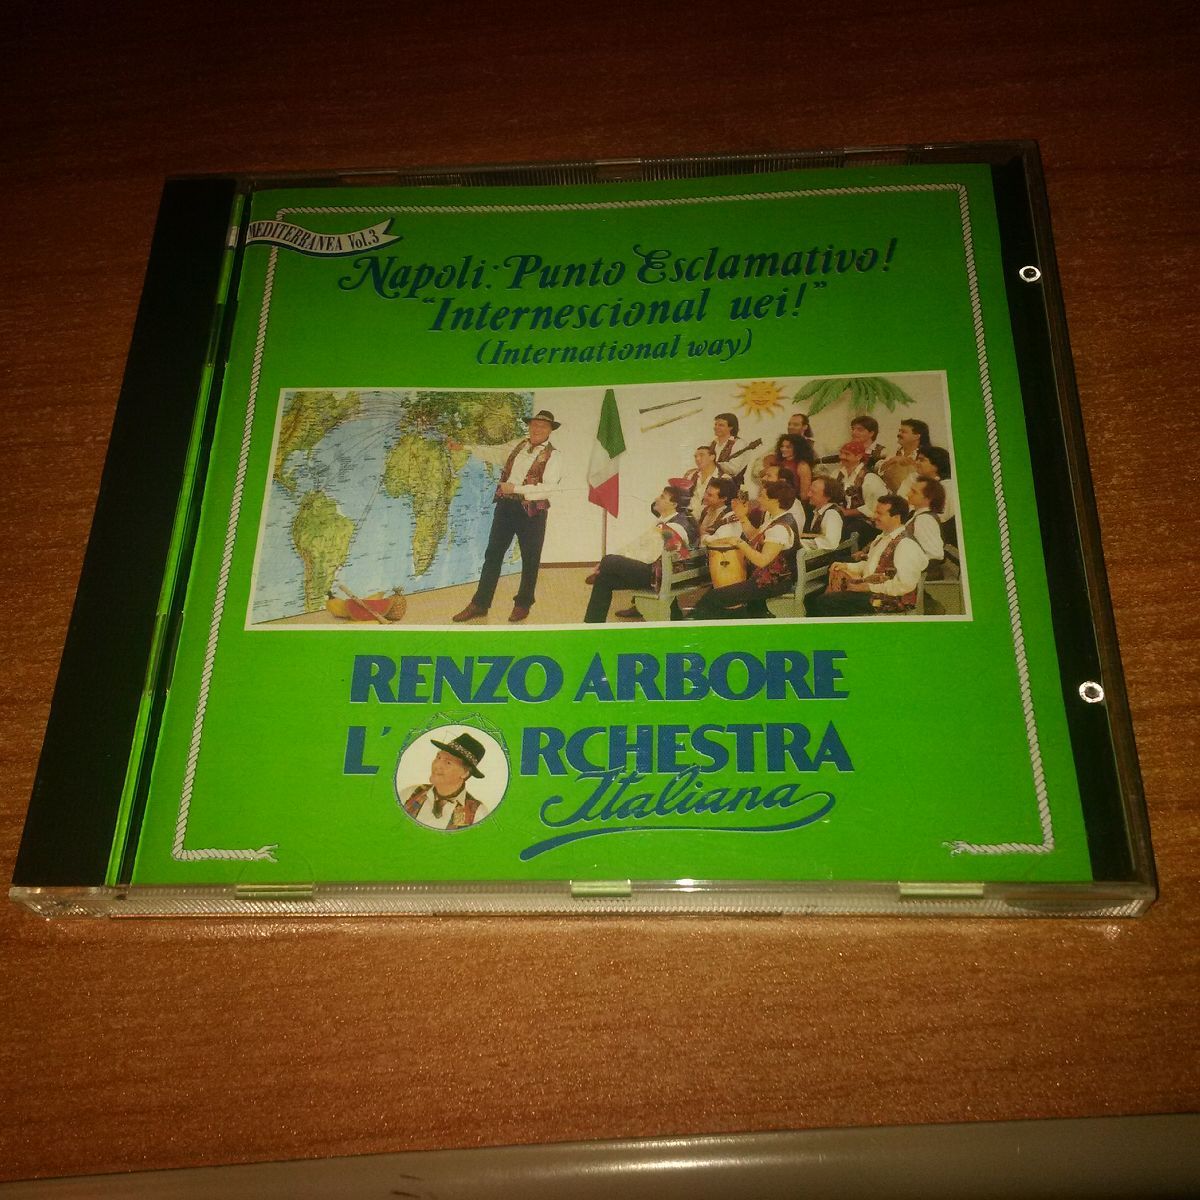 MEDITERRANEA Vol.3
Napoli: Punto Esclamativo!
"Internescional uei!"
(International way)
RENZO ARBORE
L'ORCHESTRA
Italiana